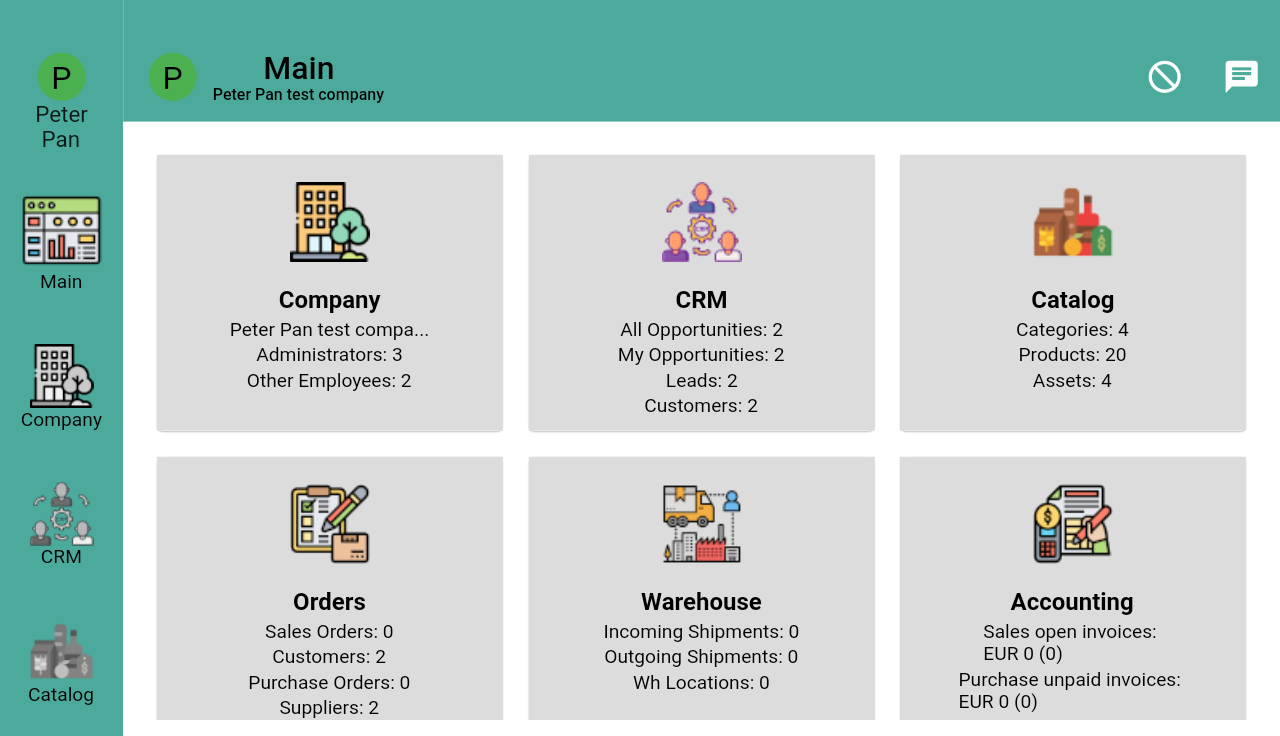 P
Peter
Pan
Main
Company
CRM
Catalog
P
Main
Peter Pan test company
Company
Peter Pan test compa...
Administrators: 3
Other Employees: 2
CRM
All Opportunities: 2
My Opportunities: 2
Leads: 2
Customers: 2
Catalog
Categories: 4
Products: 20
Assets: 4
Orders
Sales Orders: 0
Customers: 2
Purchase Orders: 0
Suppliers: 2
Warehouse
Incoming Shipments: 0
Outgoing Shipments: 0
Wh Locations: 0
Accounting
Sales open invoices:
EUR 0 (0)
Purchase unpaid invoices:
EUR 0 (0)